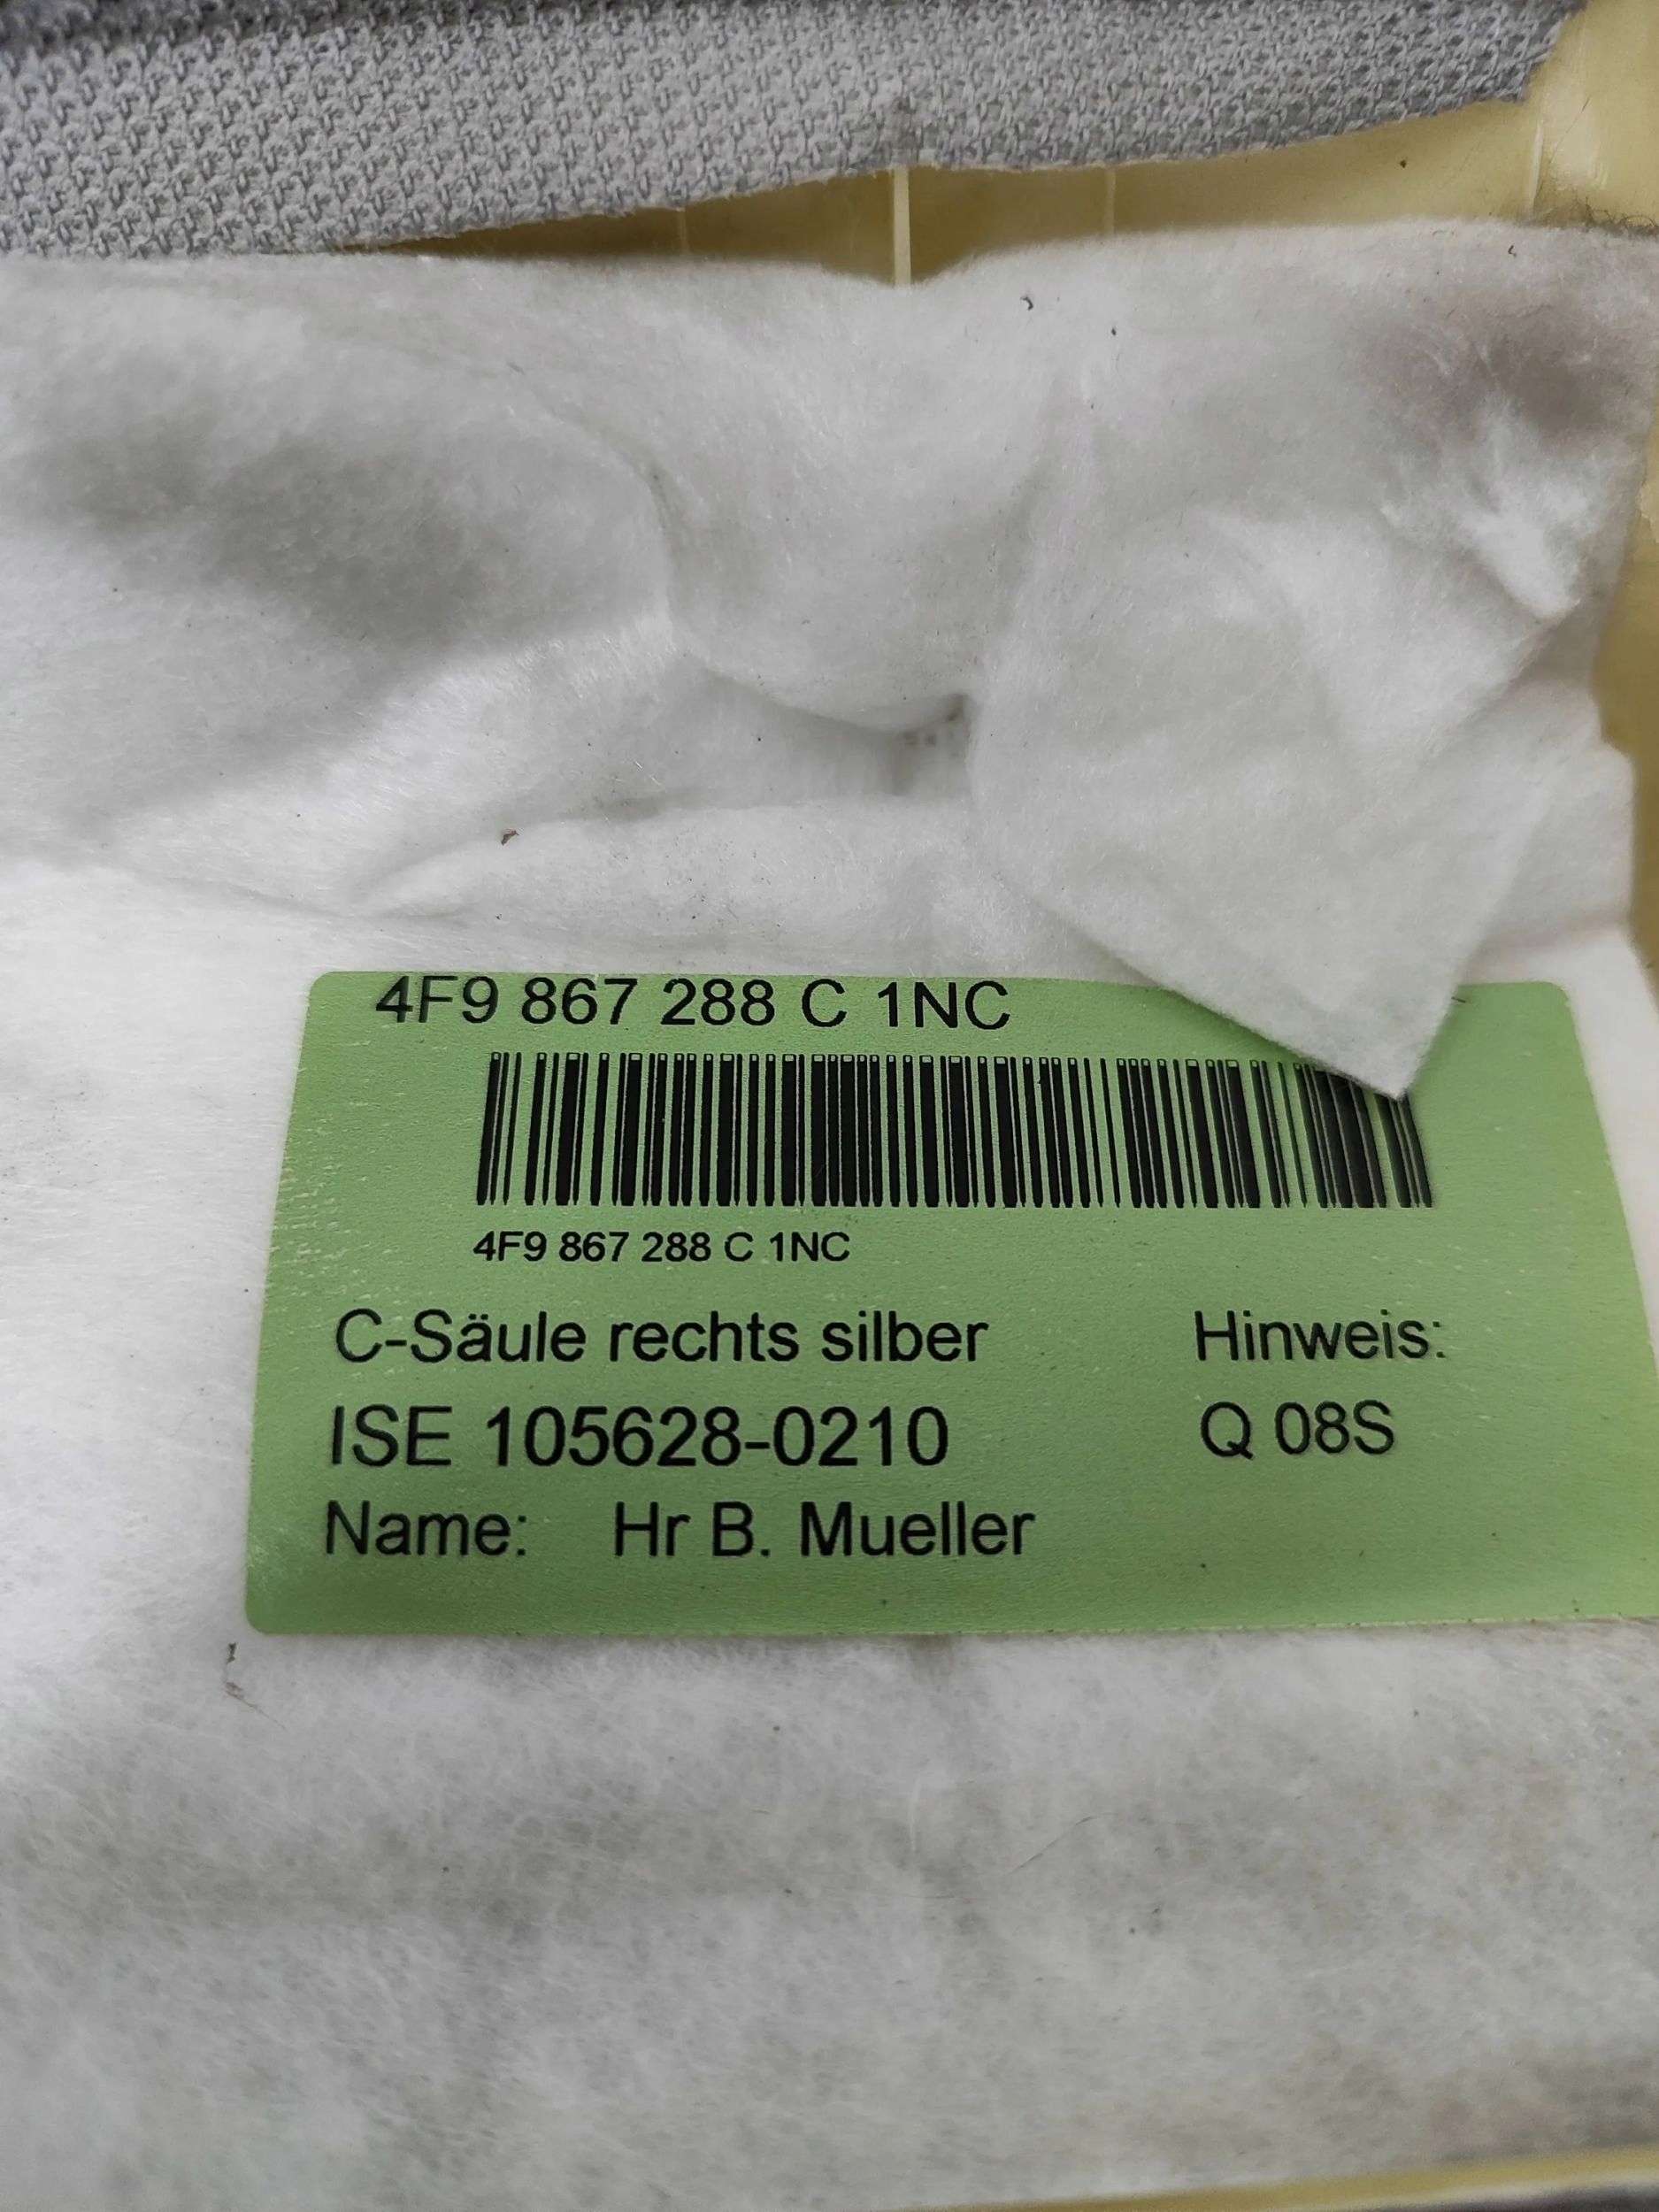 4F9 867 288 C 1NC
4F9 867 288 C 1NC
C-Säule rechts silber
Hinweis:
ISE 105628-0210
Q 08S
Name: Hr B. Mueller